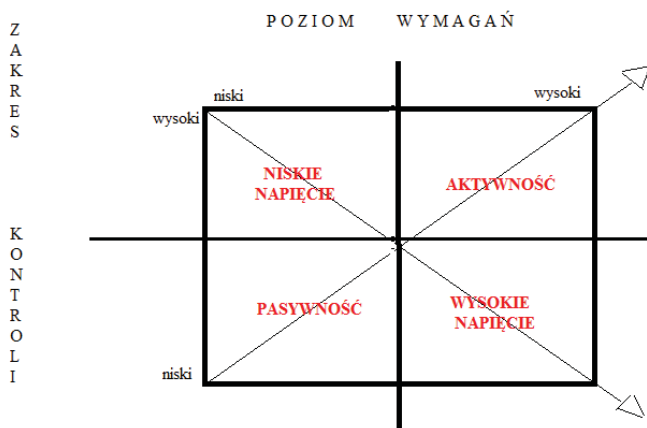 POZIOM WYMAGAŃ
ZAKRES
KONTROLI
niski
wysoki
wysoki
NISKIE
NAPIĘCIE
AKTYWNOŚĆ
PASYWNOŚĆ
WYSOKIE
NAPIĘCIE
niski